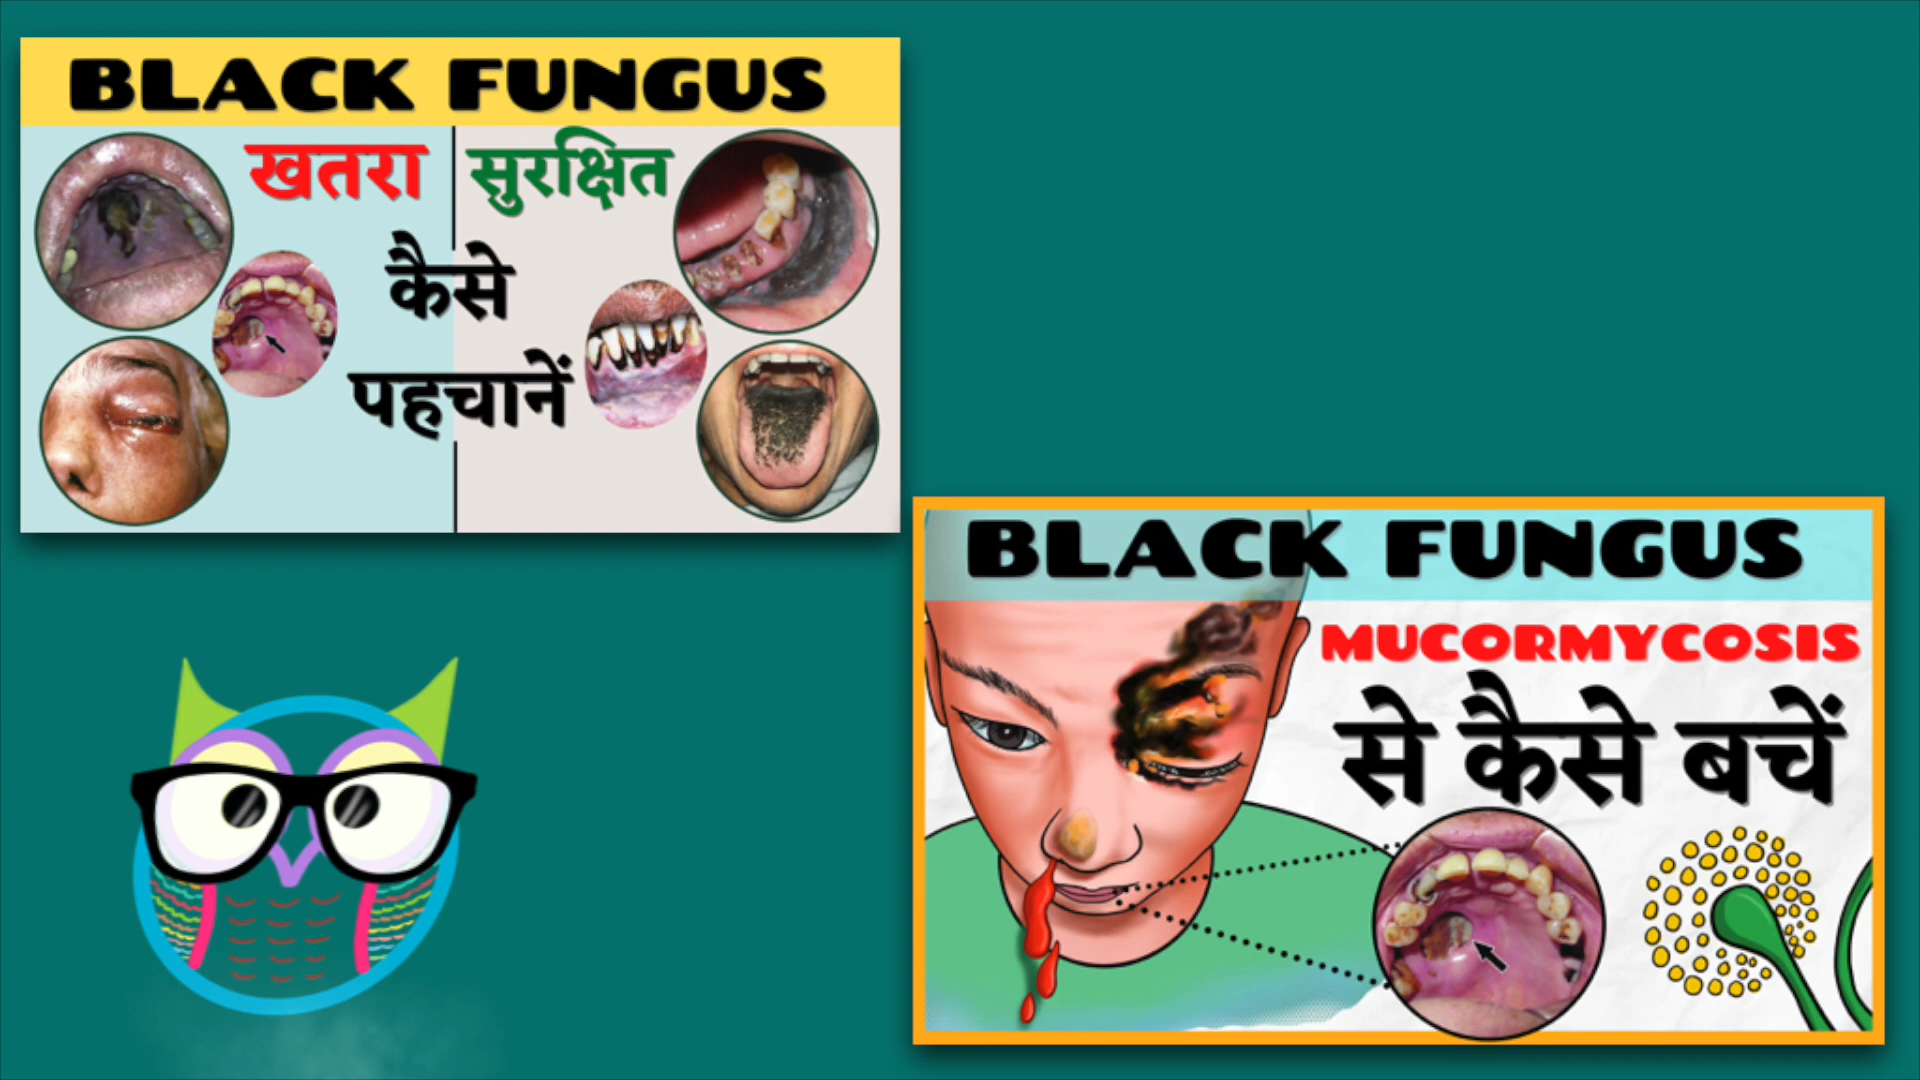 BLACK FUNGUS
खतरा सुरक्षित
कैसे
पहचानें
BLACK FUNGUS
MUCORMYCOSIS
से कैसे बचें